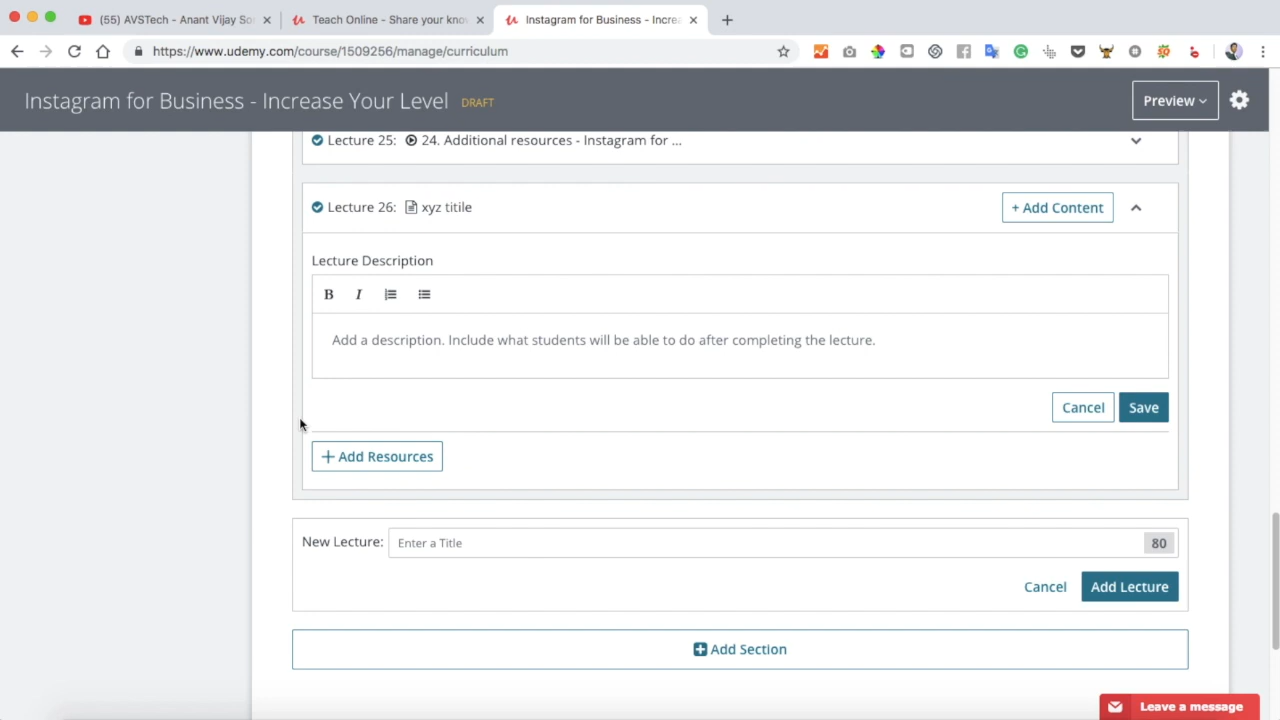 (55) AVSTech - Anant Vijay So
Teach Online - Share your kno
Instagram for Business - Increa
https://www.udemy.com/course/1509256/manage/curriculum
Instagram for Business - Increase Your Level DRAFT
Preview
Lecture 25: 24. Additional resources - Instagram for ...
Lecture 26: xyz titile
+ Add Content
Lecture Description
B I
Add a description. Include what students will be able to do after completing the lecture.
Cancel Save
+ Add Resources
New Lecture: Enter a Title 80
Cancel Add Lecture
Add Section
Leave a message